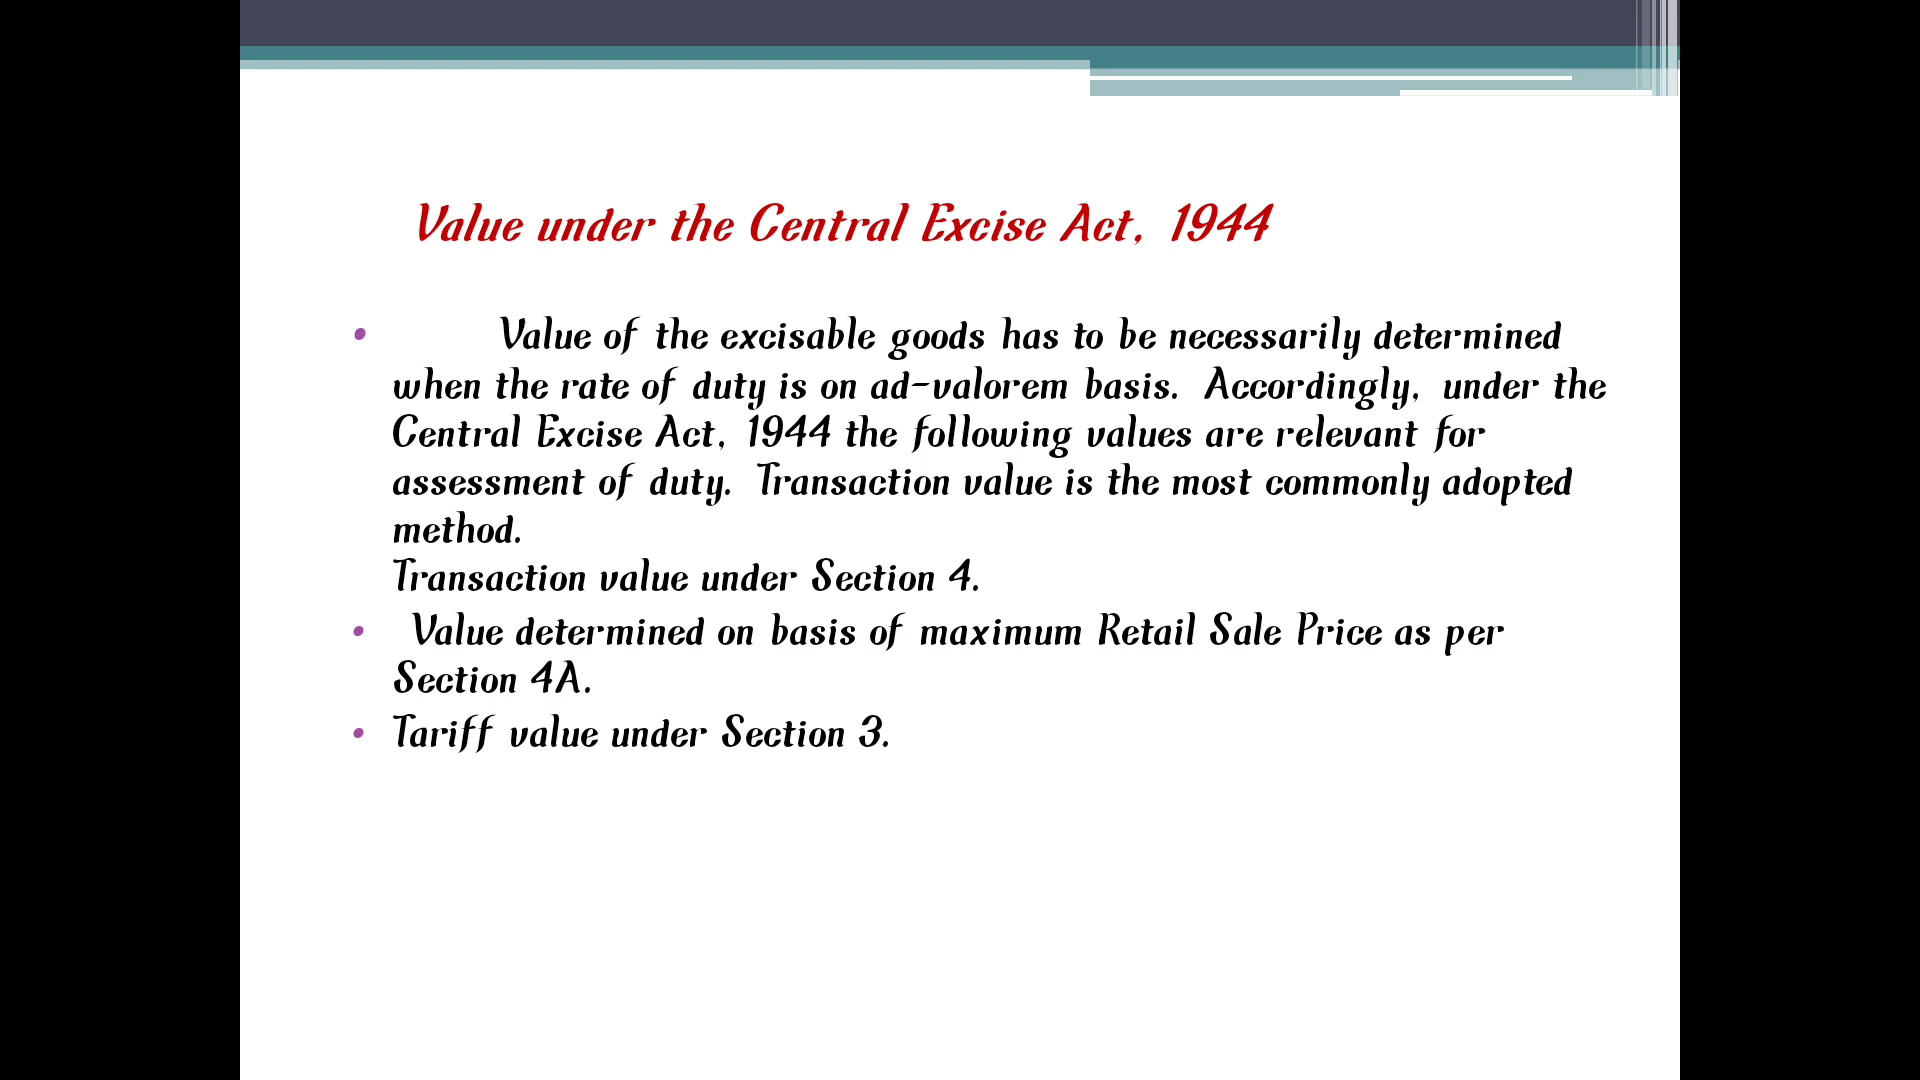 Value under the Central Excise Act, 1944
• Value of the excisable goods has to be necessarily determined
when the rate of duty is on ad-valorem basis. Accordingly, under the
Central Excise Act, 1944 the following values are relevant for
assessment of duty. Transaction value is the most commonly adopted
method.
Transaction value under Section 4.
• Value determined on basis of maximum Retail Sale Price as per
Section 4A.
• Tariff value under Section 3.